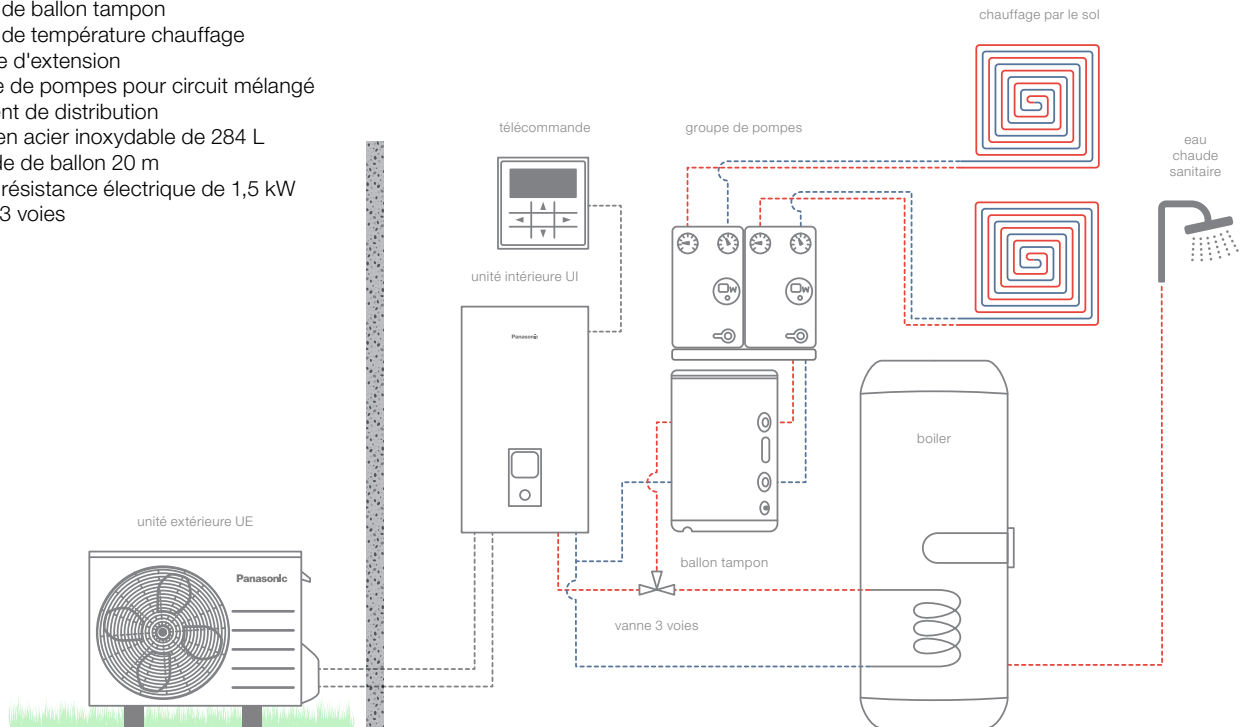 de ballon tampon
de température chauffage
d'extension
de pompes pour circuit mélangé
de distribution
en acier inoxydable de 284 L
de ballon 20 m
résistance électrique de 1,5 kW
3 voies
chauffage par le sol
télécommande
groupe de pompes
eau
chaude
sanitaire
unité intérieure UI
Panasonic
boiler
unité extérieure UE
Panasonic
ballon tampon
vanne 3 voies